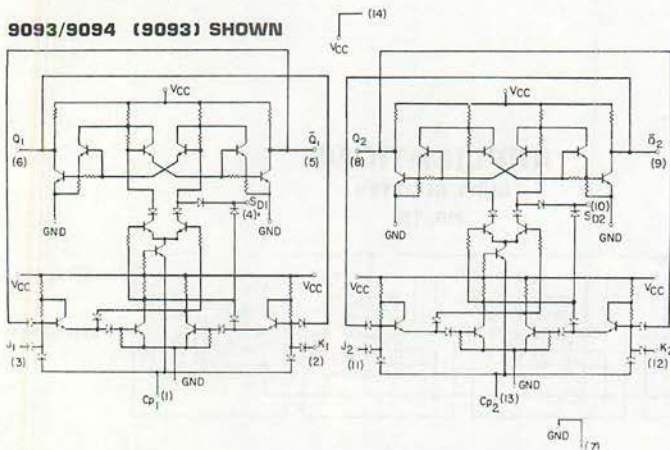 9093/9094 (9093) SHOWN
(14)
VCC
VCC
Q1
(6)
Q̄1
(5)
SD1
(4)
GND
GND
VCC
VCC
J1
(3)
K1
(2)
GND
CP1
(1)
VCC
Q2
(8)
Q̄2
(9)
(10)
SD2
GND
GND
VCC
VCC
J2
(11)
K2
(12)
GND
CP2
(13)
GND
(7)